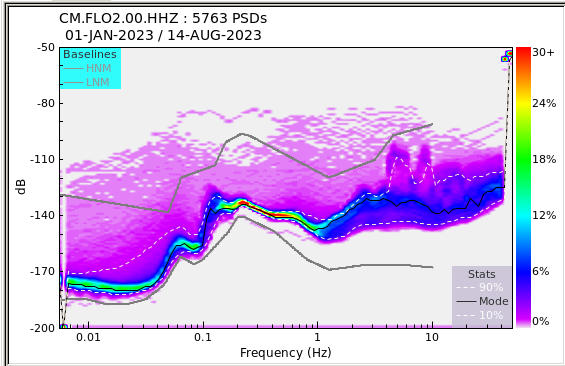 CM.FLO2.00.HHZ : 5763 PSDs
01-JAN-2023 / 14-AUG-2023
Baselines
HNM
LNM
-50
-80
-110
-140
-170
-200
dB
30+
24%
18%
12%
6%
0%
Stats
90%
Mode
10%
0.01
0.1
1
10
Frequency (Hz)